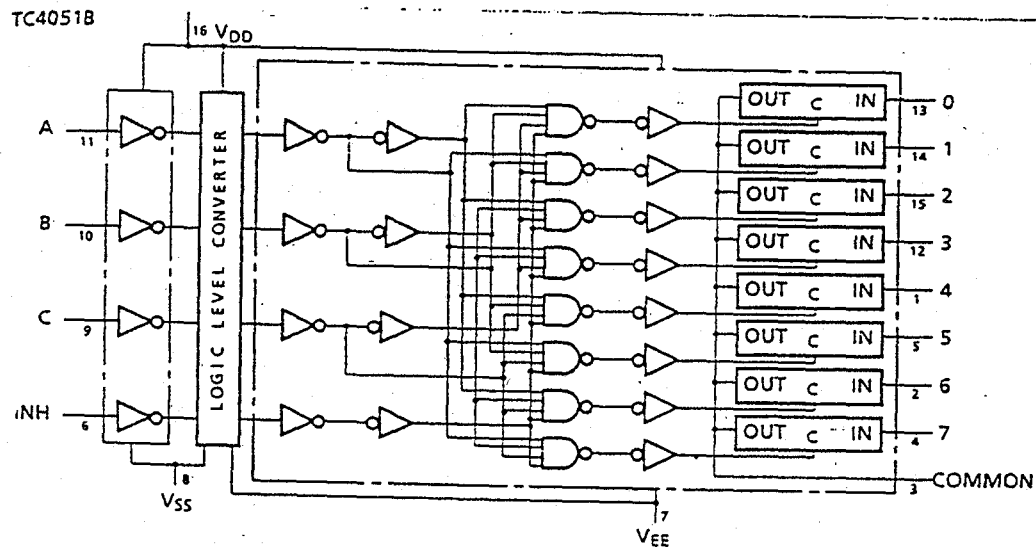 TC4051B
16 VDD
A 11
B 10
C 9
INH 6
LOGIC LEVEL CONVERTER
8
VSS
OUT C IN 13 0
OUT C IN 14 1
OUT C IN 15 2
OUT C IN 12 3
OUT C IN 1 4
OUT C IN 5 5
OUT C IN 2 6
OUT C IN 4 7
3 COMMON
7
VEE